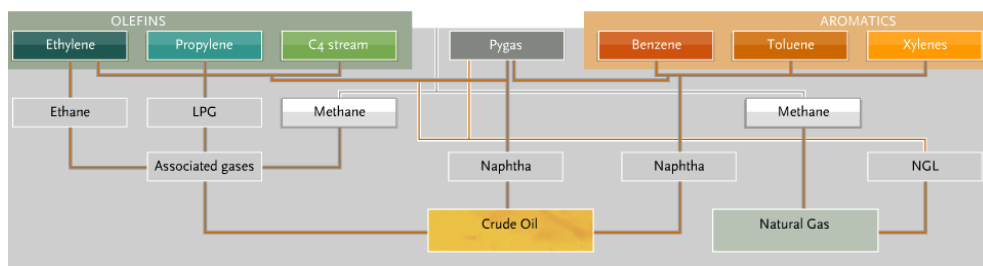 OLEFINS
AROMATICS
Ethylene
Propylene
C4 stream
Pygas
Benzene
Toluene
Xylenes
Ethane
LPG
Methane
Methane
Associated gases
Naphtha
Naphtha
NGL
Crude Oil
Natural Gas